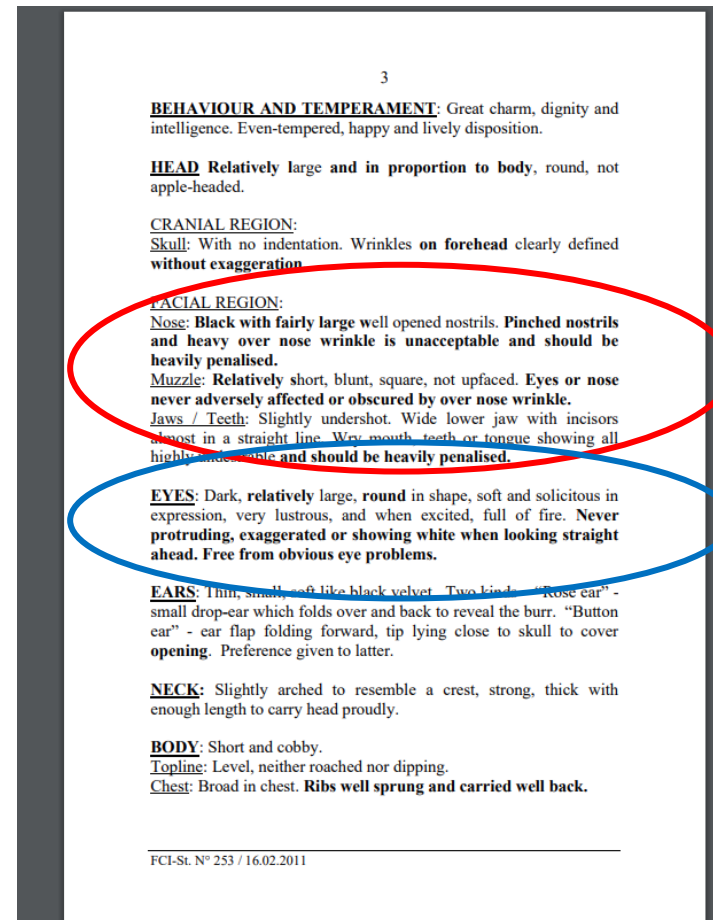 3
BEHAVIOUR AND TEMPERAMENT: Great charm, dignity and
intelligence. Even-tempered, happy and lively disposition.
HEAD Relatively large and in proportion to body, round, not
apple-headed.
CRANIAL REGION:
Skull: With no indentation. Wrinkles on forehead clearly defined
without exaggeration.
FACIAL REGION:
Nose: Black with fairly large well opened nostrils. Pinched nostrils
and heavy over nose wrinkle is unacceptable and should be
heavily penalised.
Muzzle: Relatively short, blunt, square, not upfaced. Eyes or nose
never adversely affected or obscured by over nose wrinkle.
Jaws / Teeth: Slightly undershot. Wide lower jaw with incisors
almost in a straight line. Wry mouth, teeth or tongue showing all
highly undesirable and should be heavily penalised.
EYES: Dark, relatively large, round in shape, soft and solicitous in
expression, very lustrous, and when excited, full of fire. Never
protruding, exaggerated or showing white when looking straight
ahead. Free from obvious eye problems.
EARS: Thin, small, soft like black velvet. Two kinds - “Rose ear” -
small drop-ear which folds over and back to reveal the burr. “Button
ear” - ear flap folding forward, tip lying close to skull to cover
opening. Preference given to latter.
NECK: Slightly arched to resemble a crest, strong, thick with
enough length to carry head proudly.
BODY: Short and cobby.
Topline: Level, neither roached nor dipping.
Chest: Broad in chest. Ribs well sprung and carried well back.
FCI-St. N° 253 / 16.02.2011